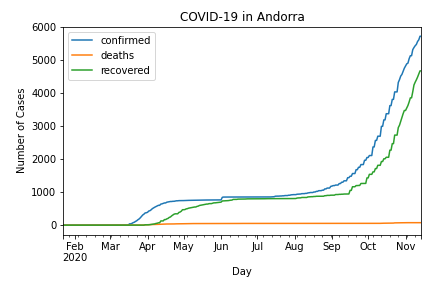 COVID-19 in Andorra
confirmed
deaths
recovered
Number of Cases
6000
5000
4000
3000
2000
1000
0
Feb Mar Apr May Jun Jul Aug Sep Oct Nov
2020
Day